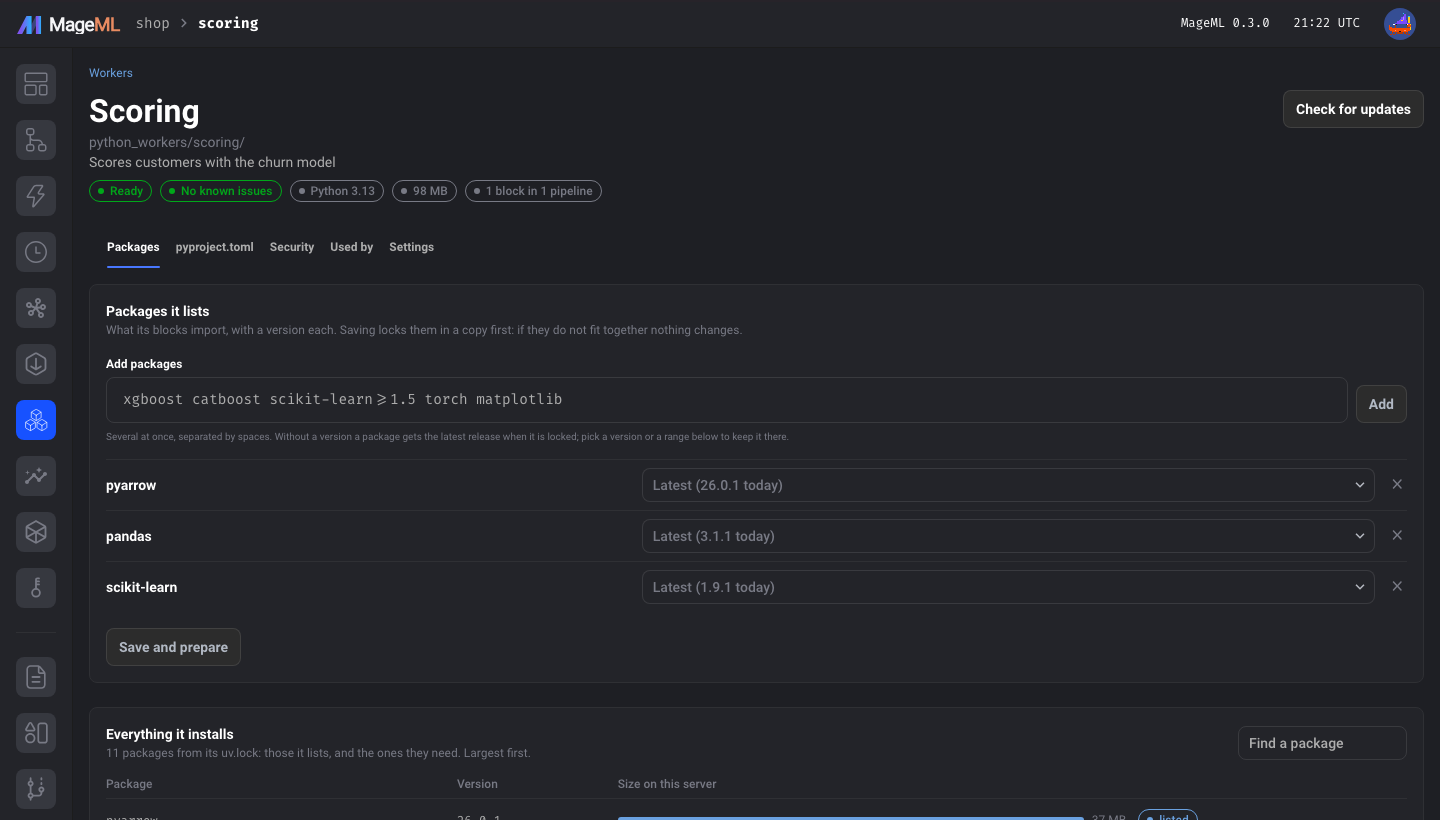 MageML shop > scoring
MageML 0.3.0 21:22 UTC
Workers
Scoring
Check for updates
python_workers/scoring/
Scores customers with the churn model
Ready No known issues Python 3.13 98 MB 1 block in 1 pipeline
Packages pyproject.toml Security Used by Settings
Packages it lists
What its blocks import, with a version each. Saving locks them in a copy first: if they do not fit together nothing changes.
Add packages
xgboost catboost scikit-learn>=1.5 torch matplotlib
Add
Several at once, separated by spaces. Without a version a package gets the latest release when it is locked; pick a version or a range below to keep it there.
pyarrow Latest (26.0.1 today)
pandas Latest (3.1.1 today)
scikit-learn Latest (1.9.1 today)
Save and prepare
Everything it installs
11 packages from its uv.lock: those it lists, and the ones they need. Largest first.
Find a package
Package Version Size on this server
pyarrow 26.0.1 37 MB listed